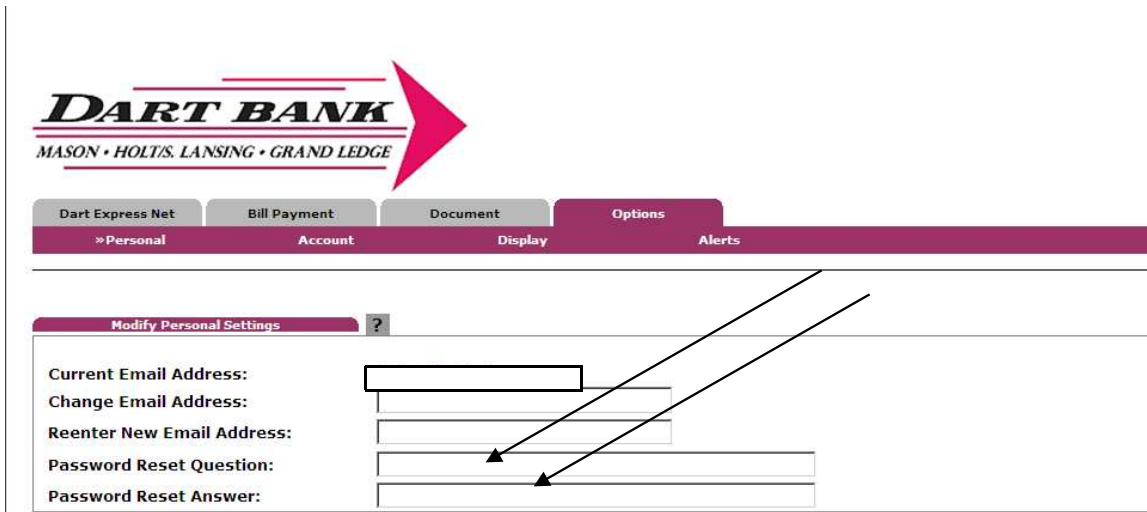 DART BANK
MASON • HOLT/S. LANSING • GRAND LEDGE
Dart Express Net Bill Payment Document Options
»Personal Account Display Alerts
Modify Personal Settings ?
Current Email Address:
Change Email Address:
Reenter New Email Address:
Password Reset Question:
Password Reset Answer: